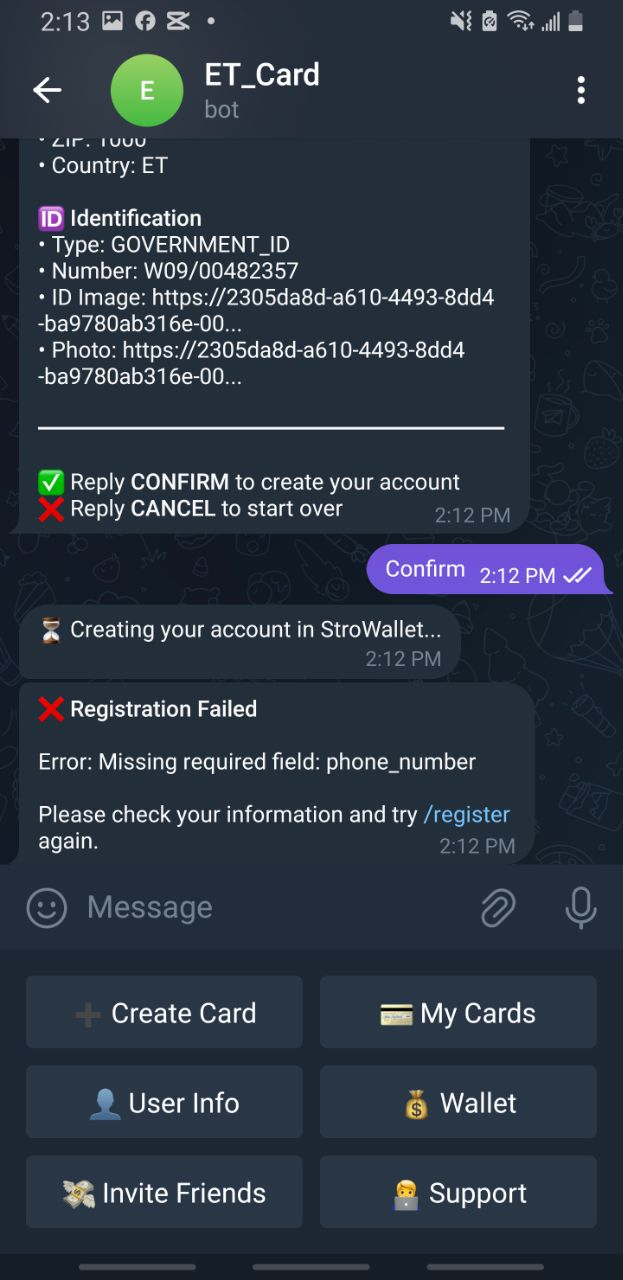 2:13
E
ET_Card
bot
• ZIP: 1000
• Country: ET
🆔 Identification
• Type: GOVERNMENT_ID
• Number: W09/00482357
• ID Image: https://2305da8d-a610-4493-8dd4
-ba9780ab316e-00...
• Photo: https://2305da8d-a610-4493-8dd4
-ba9780ab316e-00...
✅ Reply CONFIRM to create your account
❌ Reply CANCEL to start over
2:12 PM
Confirm 2:12 PM
⏳ Creating your account in StroWallet...
2:12 PM
❌ Registration Failed
Error: Missing required field: phone_number
Please check your information and try /register
again.
2:12 PM
Message
➕ Create Card
💳 My Cards
👤 User Info
💰 Wallet
💸 Invite Friends
🧑‍💻 Support